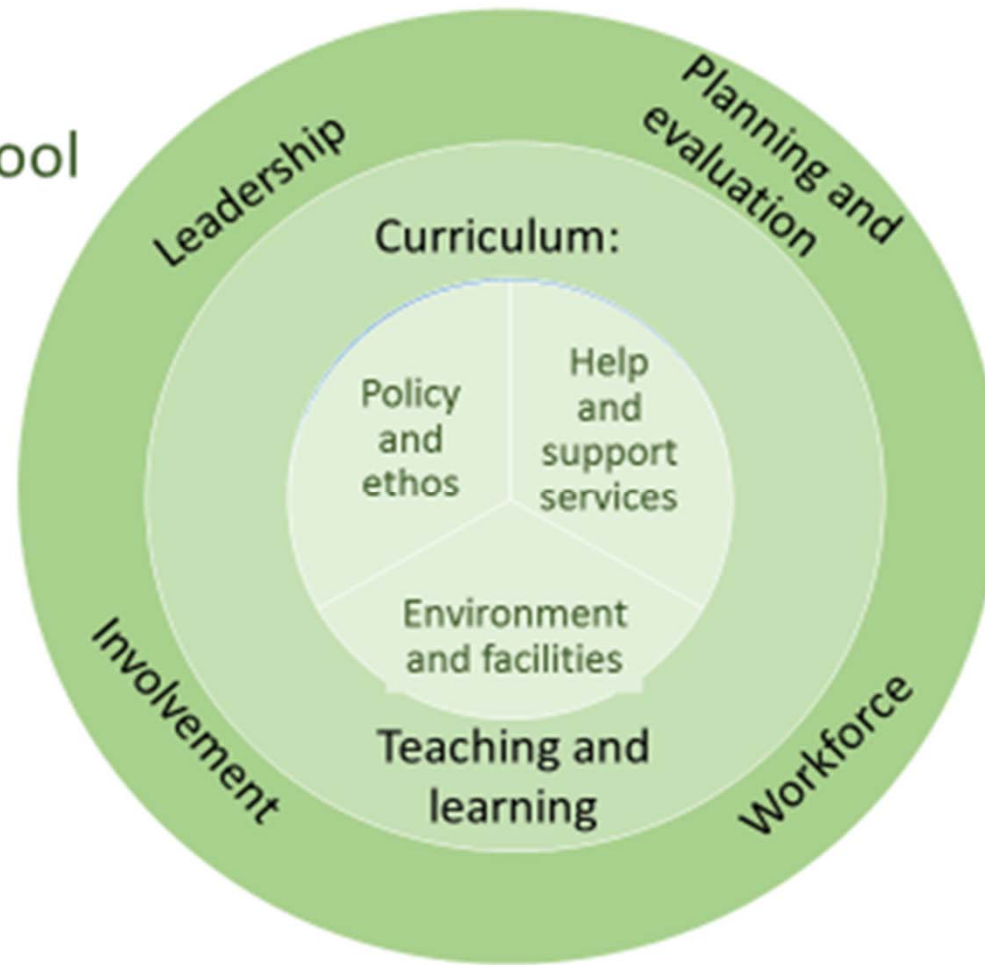 Leadership
Planning and
evaluation
Curriculum:
Policy
and
ethos
Help
and
support
services
Environment
and facilities
Teaching and
learning
Involvement
Workforce